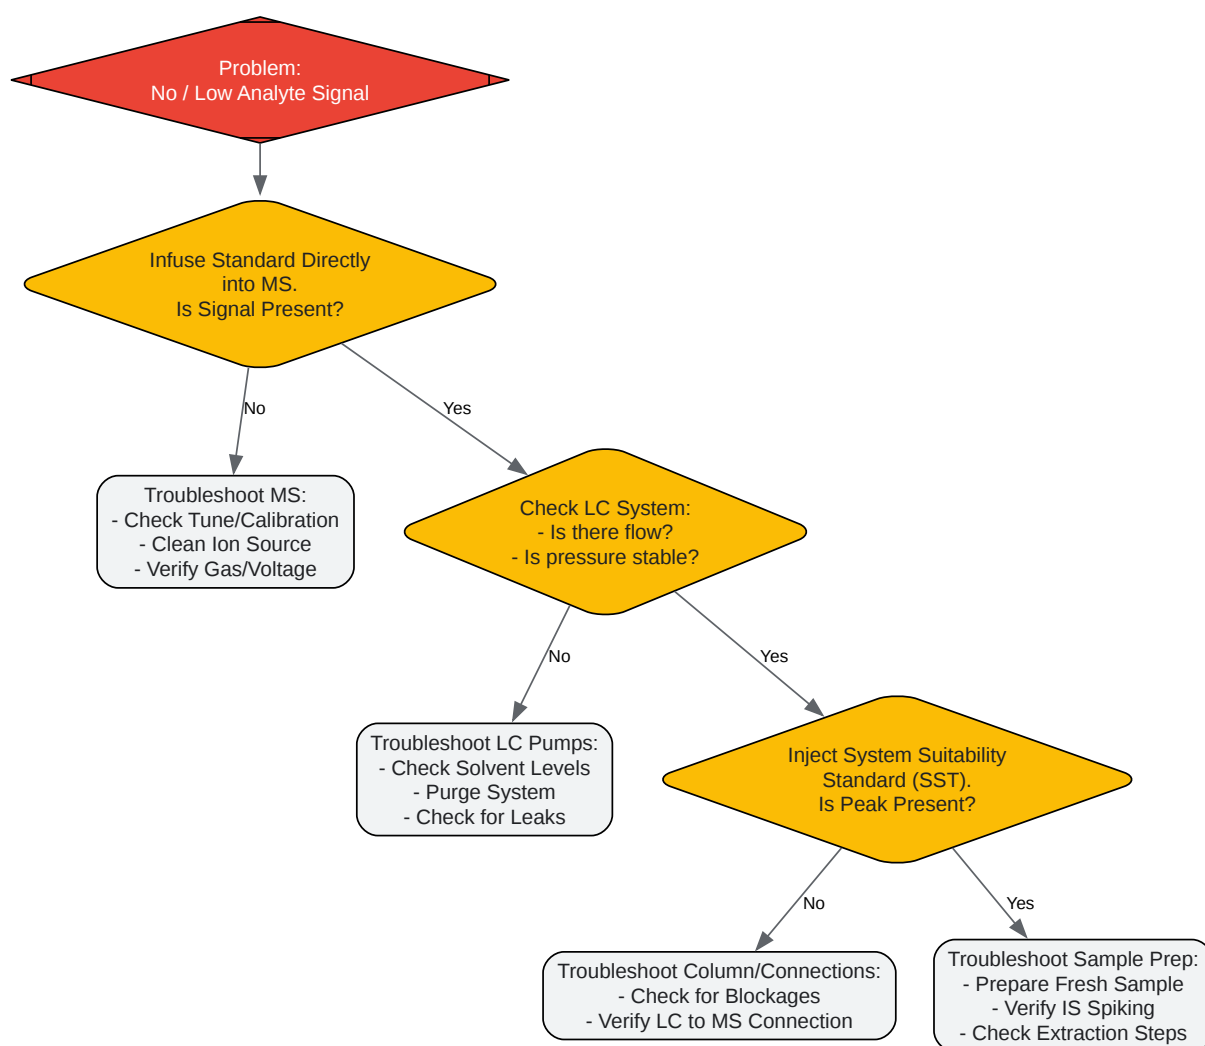 Problem:
No / Low Analyte Signal
Infuse Standard Directly
into MS.
Is Signal Present?
No
Yes
Troubleshoot MS:
- Check Tune/Calibration
- Clean Ion Source
- Verify Gas/Voltage
Check LC System:
- Is there flow?
- Is pressure stable?
No
Yes
Troubleshoot LC Pumps:
- Check Solvent Levels
- Purge System
- Check for Leaks
Inject System Suitability
Standard (SST).
Is Peak Present?
No
Yes
Troubleshoot Column/Connections:
- Check for Blockages
- Verify LC to MS Connection
Troubleshoot Sample Prep:
- Prepare Fresh Sample
- Verify IS Spiking
- Check Extraction Steps